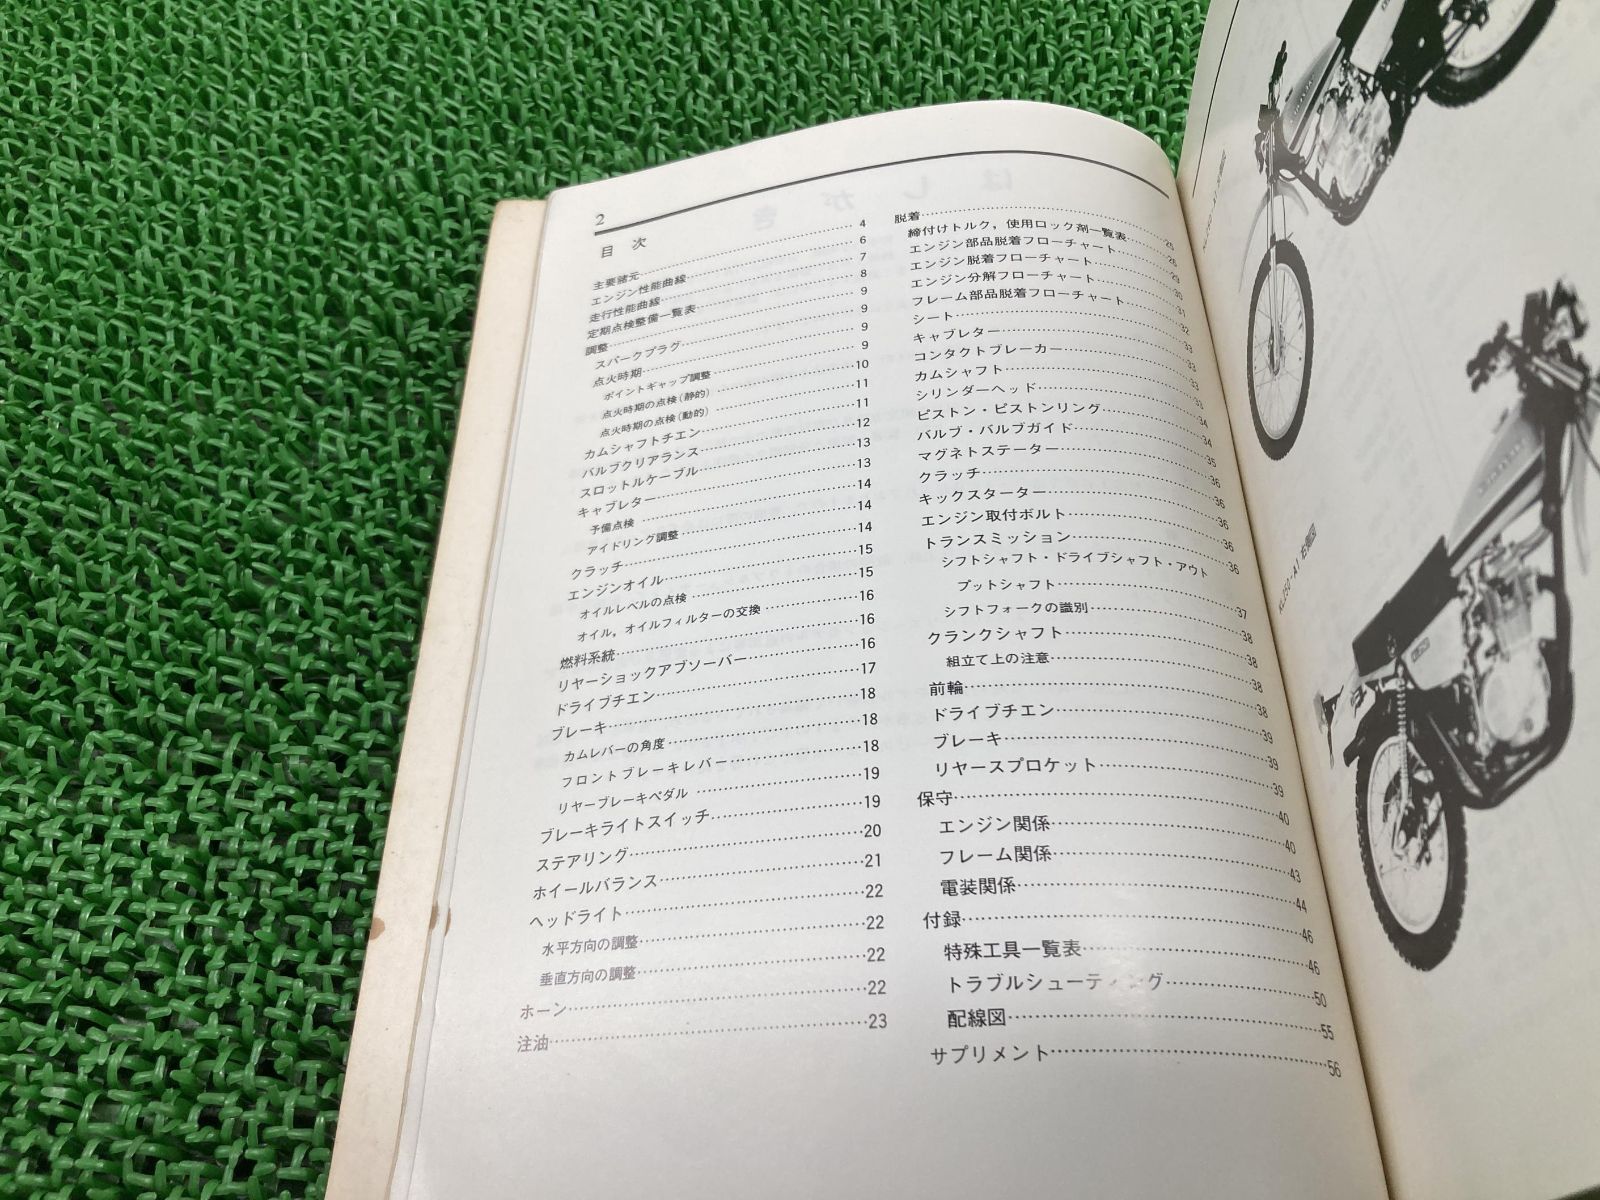 2
目次
主要諸元 4
エンジン性能曲線 6
走行性能曲線 7
定期点検整備一覧表 8
調整 9
スパークプラグ 9
点火時期 9
ポイントギャップ調整 9
点火時期の点検(静的) 10
点火時期の点検(動的) 11
カムシャフトチエン 11
バルブクリアランス 12
スロットルケーブル 13
キャブレター 13
予備点検 14
アイドリング調整 14
クラッチ 14
エンジンオイル 15
オイルレベルの点検 15
オイル,オイルフィルターの交換 16
燃料系統 16
リヤーショックアブソーバー 16
ドライブチエン 17
ブレーキ 18
カムレバーの角度 18
フロントブレーキレバー 18
リヤーブレーキペダル 19
ブレーキライトスイッチ 19
ステアリング 20
ホイールバランス 21
ヘッドライト 22
水平方向の調整 22
垂直方向の調整 22
ホーン 22
注油 23
脱着 25
締付けトルク,使用ロック剤一覧表 26
エンジン部品脱着フローチャート 29
エンジン脱着フローチャート 30
エンジン分解フローチャート 31
フレーム部品脱着フローチャート 32
シート 33
キャブレター 33
コンタクトブレーカー 33
カムシャフト 33
シリンダーヘッド 34
ピストン・ピストンリング 34
バルブ・バルブガイド 35
マグネトステーター 36
クラッチ 36
キックスターター 36
エンジン取付ボルト 36
トランスミッション 36
シフトシャフト・ドライブシャフト・アウト
プットシャフト 37
シフトフォークの識別 38
クランクシャフト 38
組立て上の注意 38
前輪 38
ドライブチエン 39
ブレーキ 39
リヤースプロケット 39
保守 40
エンジン関係 40
フレーム関係 43
電装関係 44
付録 46
特殊工具一覧表 46
トラブルシューティング 50
配線図 55
サプリメント 56
KL250-A1 右側面